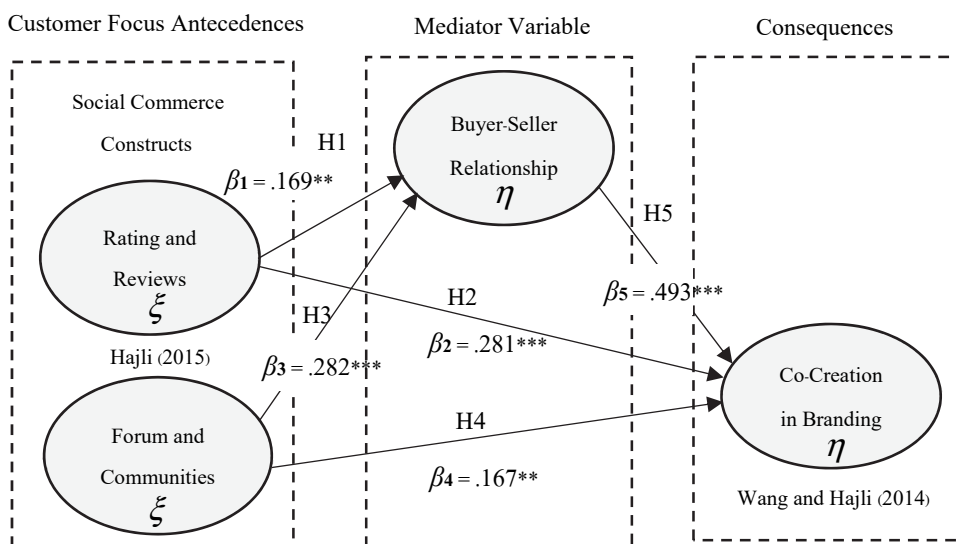 Customer Focus Antecedences
Mediator Variable
Consequences
Social Commerce
Constructs
H1
β1 = .169**
Buyer-Seller
Relationship
η
Rating and
Reviews
ξ
Hajli (2015)
H3
β3 = .282***
H2
β2 = .281***
H5
β5 = .493***
Forum and
Communities
ξ
H4
β4 = .167**
Co-Creation
in Branding
η
Wang and Hajli (2014)